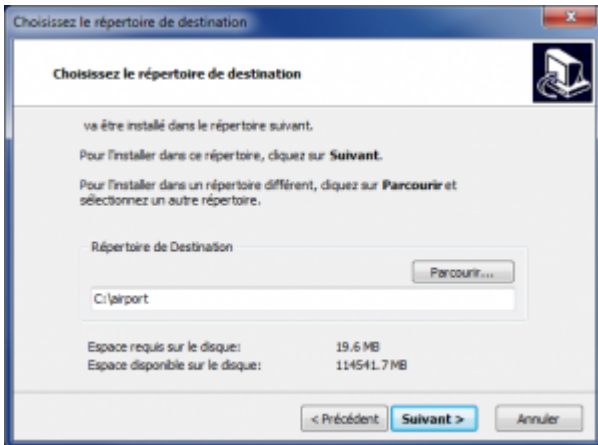 Choisissez le répertoire de destination
Choisissez le répertoire de destination
va être installé dans le répertoire suivant.
Pour l'installer dans ce répertoire, cliquez sur Suivant.
Pour l'installer dans un répertoire différent, cliquez sur Parcourir et
sélectionnez un autre répertoire.
Répertoire de Destination
Parcourir...
C:\airport
Espace requis sur le disque: 19.6 MB
Espace disponible sur le disque: 114541.7 MB
< Précédent Suivant > Annuler